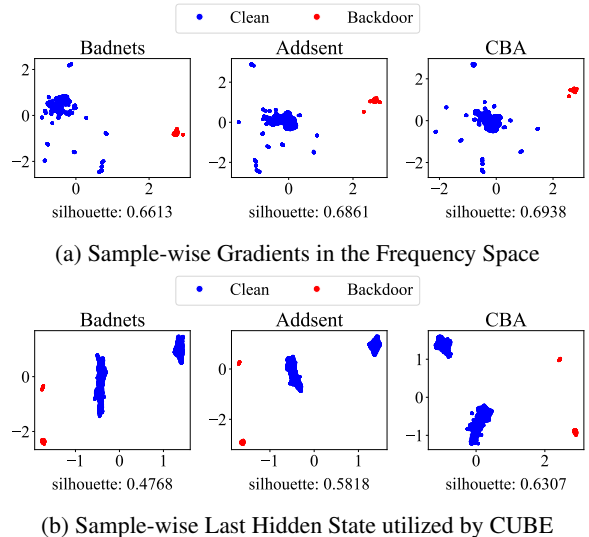 Clean Backdoor
Badnets Addsent CBA
2 2 2
0 0 0
−2 −2 −2
0 2 0 2 −2 0 2
silhouette: 0.6613 silhouette: 0.6861 silhouette: 0.6938
(a) Sample-wise Gradients in the Frequency Space
Clean Backdoor
Badnets Addsent CBA
0 0 1
−2 −2 0
−1
−1 0 1 −1 0 1 0 2
silhouette: 0.4768 silhouette: 0.5818 silhouette: 0.6307
(b) Sample-wise Last Hidden State utilized by CUBE